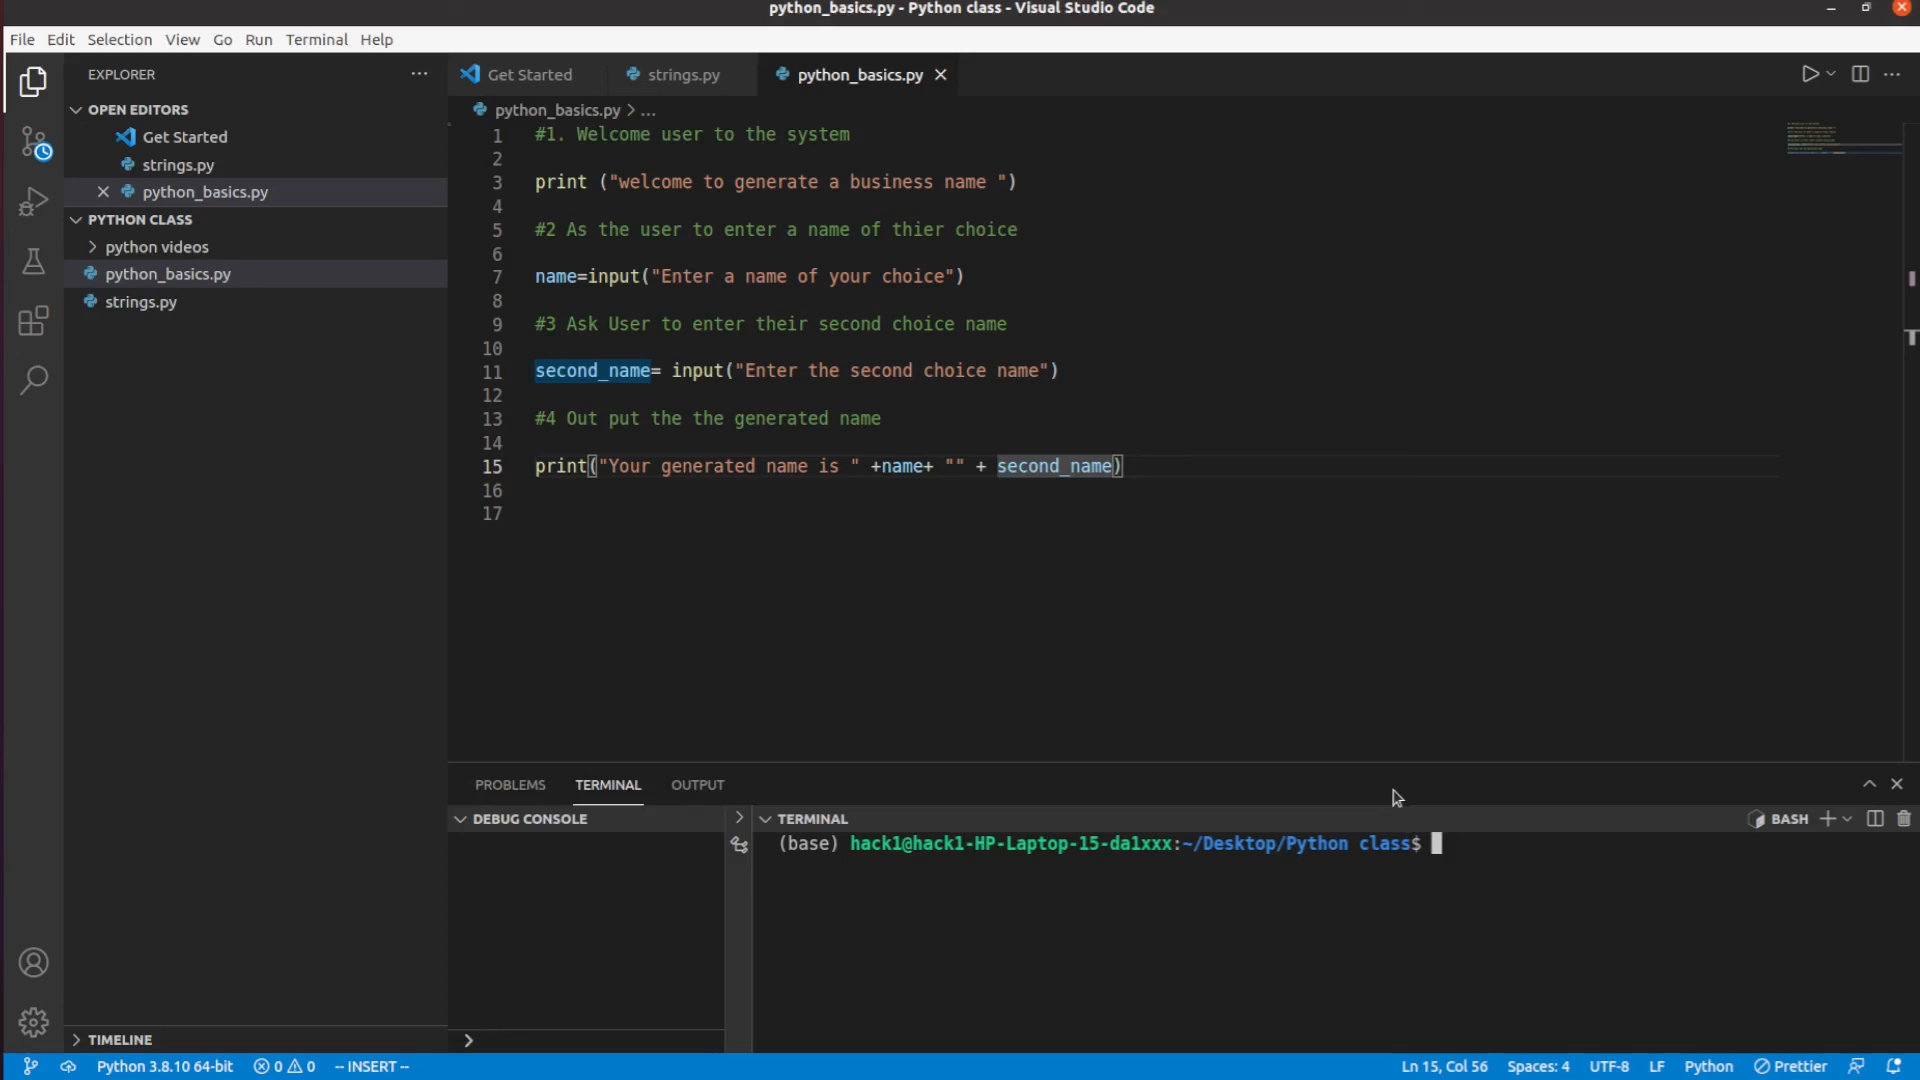 python_basics.py - Python class - Visual Studio Code
File Edit Selection View Go Run Terminal Help
EXPLORER
OPEN EDITORS
Get Started
strings.py
python_basics.py
PYTHON CLASS
python videos
python_basics.py
strings.py
TIMELINE
Get Started strings.py python_basics.py
python_basics.py > ...
1 #1. Welcome user to the system
2
3 print ("welcome to generate a business name ")
4
5 #2 As the user to enter a name of thier choice
6
7 name=input("Enter a name of your choice")
8
9 #3 Ask User to enter their second choice name
10
11 second_name= input("Enter the second choice name")
12
13 #4 Out put the the generated name
14
15 print("Your generated name is " +name+ "" + second_name)
16
17
PROBLEMS TERMINAL OUTPUT
DEBUG CONSOLE
TERMINAL
BASH
(base) hack1@hack1-HP-Laptop-15-da1xxx:~/Desktop/Python class$
Python 3.8.10 64-bit 0 0 -- INSERT -- Ln 15, Col 56 Spaces: 4 UTF-8 LF Python Prettier